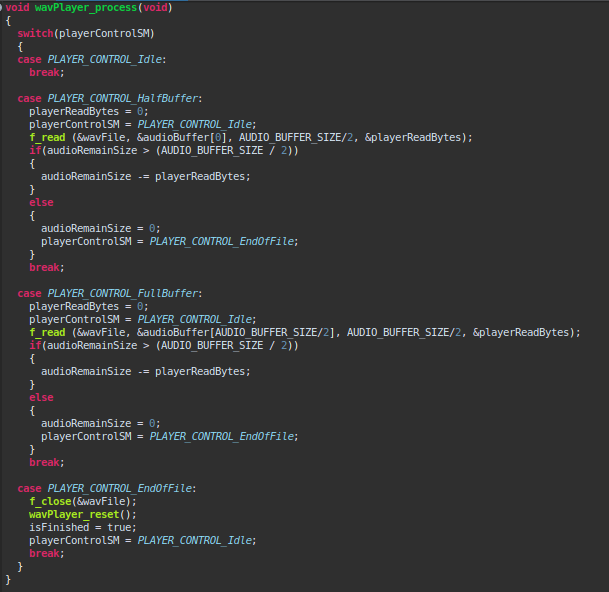 void wavPlayer_process(void)
{
  switch(playerControlSM)
  {
  case PLAYER_CONTROL_Idle:
    break;

  case PLAYER_CONTROL_HalfBuffer:
    playerReadBytes = 0;
    playerControlSM = PLAYER_CONTROL_Idle;
    f_read (&wavFile, &audioBuffer[0], AUDIO_BUFFER_SIZE/2, &playerReadBytes);
    if(audioRemainSize > (AUDIO_BUFFER_SIZE / 2))
    {
      audioRemainSize -= playerReadBytes;
    }
    else
    {
      audioRemainSize = 0;
      playerControlSM = PLAYER_CONTROL_EndOfFile;
    }
    break;

  case PLAYER_CONTROL_FullBuffer:
    playerReadBytes = 0;
    playerControlSM = PLAYER_CONTROL_Idle;
    f_read (&wavFile, &audioBuffer[AUDIO_BUFFER_SIZE/2], AUDIO_BUFFER_SIZE/2, &playerReadBytes);
    if(audioRemainSize > (AUDIO_BUFFER_SIZE / 2))
    {
      audioRemainSize -= playerReadBytes;
    }
    else
    {
      audioRemainSize = 0;
      playerControlSM = PLAYER_CONTROL_EndOfFile;
    }
    break;

  case PLAYER_CONTROL_EndOfFile:
    f_close(&wavFile);
    wavPlayer_reset();
    isFinished = true;
    playerControlSM = PLAYER_CONTROL_Idle;
    break;
  }
}